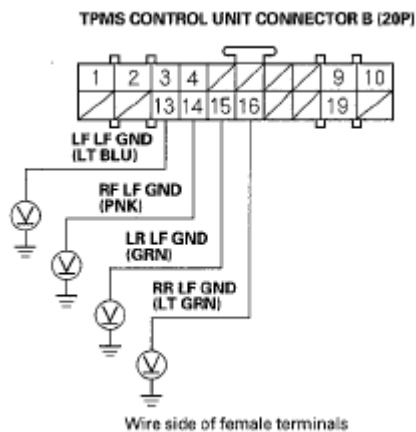 TPMS CONTROL UNIT CONNECTOR B (20P)
1 2 3 4 9 10
13 14 15 16 19
LF LF GND
(LT BLU)
V
RF LF GND
(PNK)
V
LR LF GND
(GRN)
V
RR LF GND
(LT GRN)
V
Wire side of female terminals